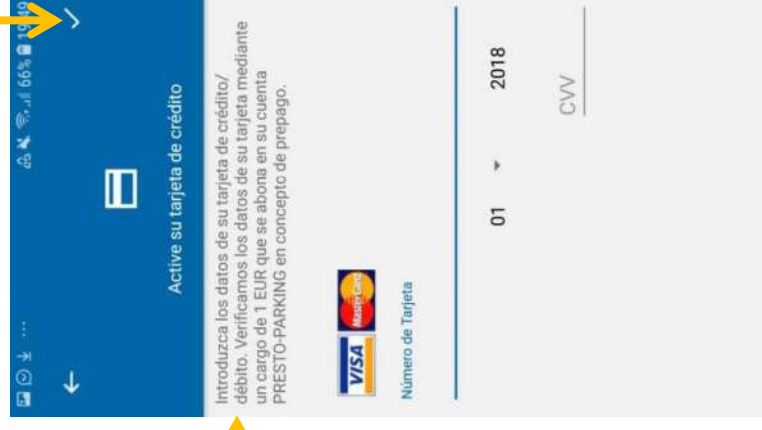 66% 19:49
Active su tarjeta de crédito
Introduzca los datos de su tarjeta de crédito/
débito. Verificamos los datos de su tarjeta mediante
un cargo de 1 EUR que se abona en su cuenta
PRESTO-PARKING en concepto de prepago.
VISA MasterCard
Número de Tarjeta
01 2018
CVV